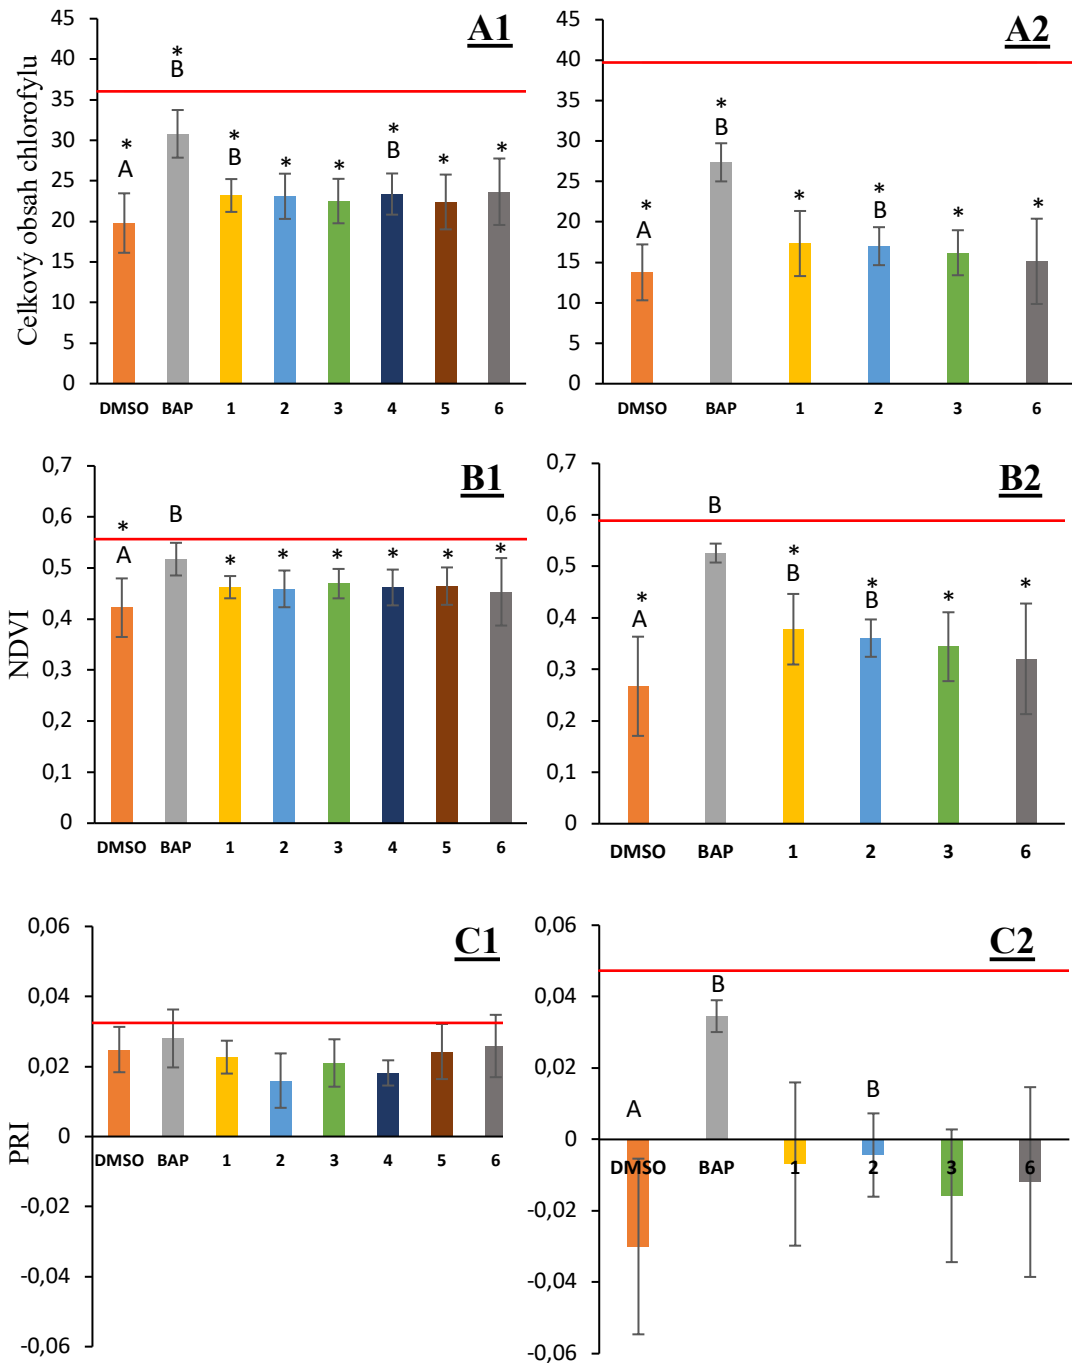 A1
Celkový obsah chlorofylu
45
40
35
30
25
20
15
10
5
0
* A
* B
* B
*
*
* B
*
*
DMSO BAP 1 2 3 4 5 6
A2
45
40
35
30
25
20
15
10
5
0
* A
* B
*
* B
*
*
DMSO BAP 1 2 3 6
B1
NDVI
0,7
0,6
0,5
0,4
0,3
0,2
0,1
0
* A
B
*
*
*
*
*
*
DMSO BAP 1 2 3 4 5 6
B2
0,7
0,6
0,5
0,4
0,3
0,2
0,1
0
* A
B
* B
* B
*
*
DMSO BAP 1 2 3 6
C1
PRI
0,06
0,04
0,02
0
-0,02
-0,04
-0,06
DMSO BAP 1 2 3 4 5 6
C2
0,06
0,04
0,02
0
-0,02
-0,04
-0,06
A
B
B
DMSO BAP 1 2 3 6